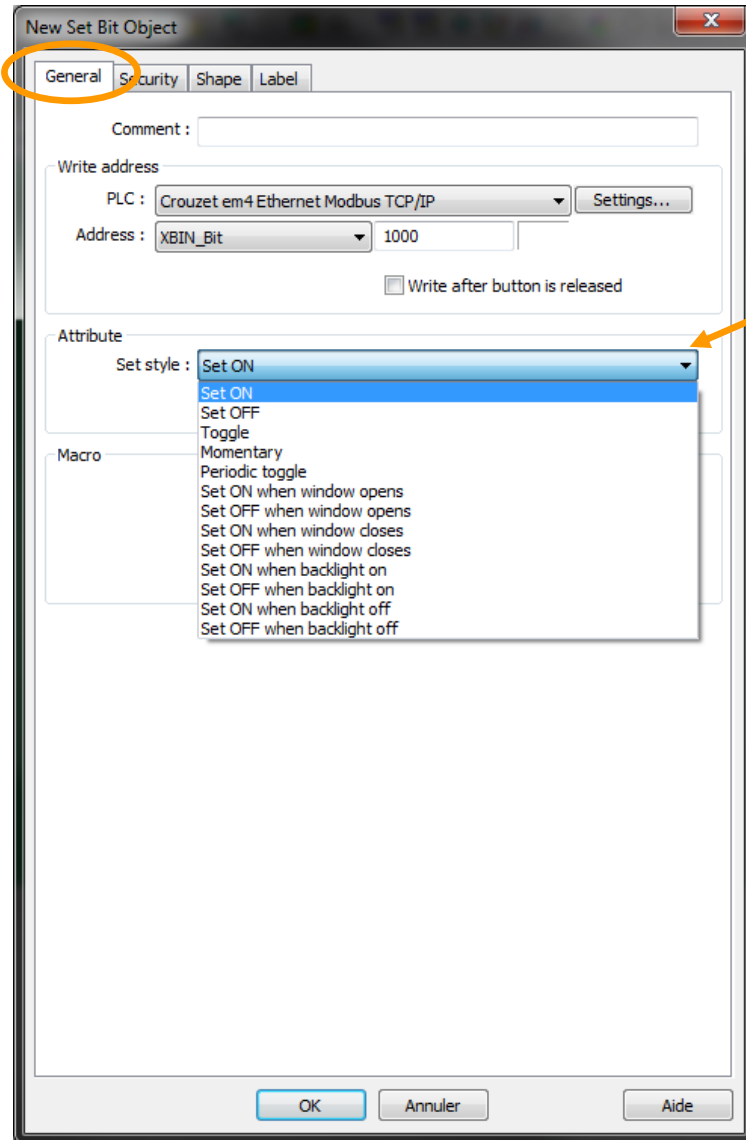 New Set Bit Object
General Security Shape Label
Comment :
Write address
PLC : Crouzet em4 Ethernet Modbus TCP/IP Settings...
Address : XBIN_Bit 1000
Write after button is released
Attribute
Set style : Set ON
Set ON
Set OFF
Toggle
Momentary
Macro
Periodic toggle
Set ON when window opens
Set OFF when window opens
Set ON when window closes
Set OFF when window closes
Set ON when backlight on
Set OFF when backlight on
Set ON when backlight off
Set OFF when backlight off
OK Annuler Aide